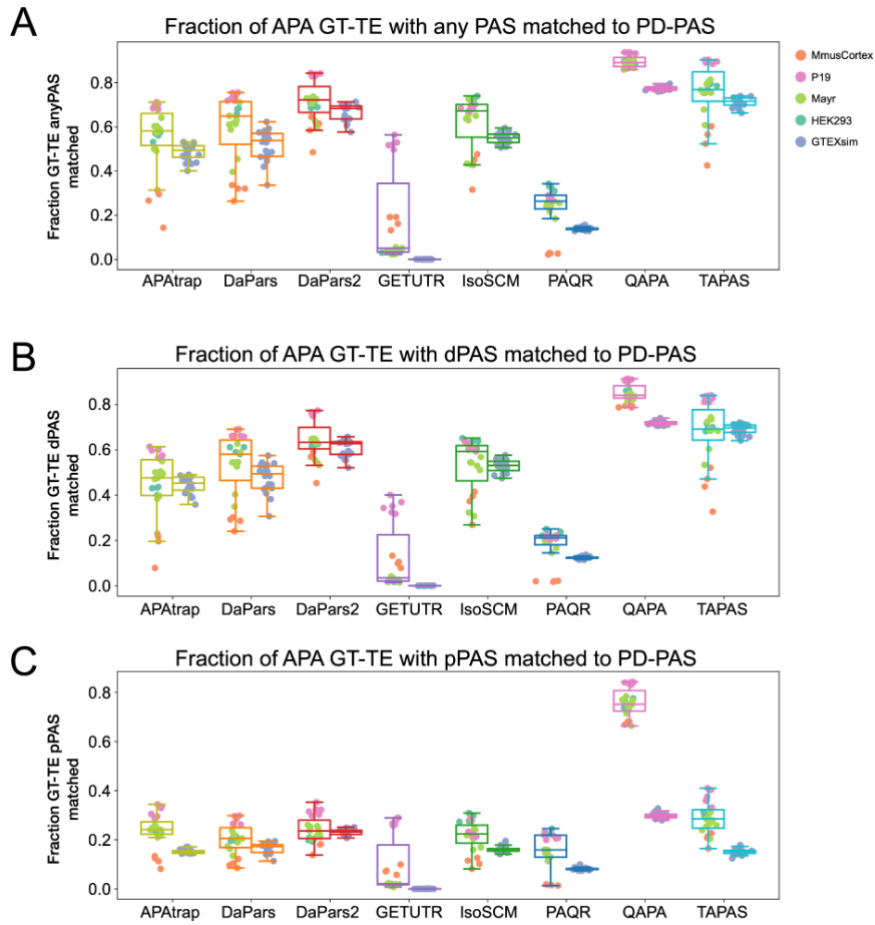 A
Fraction of APA GT-TE with any PAS matched to PD-PAS
Fraction GT-TE anyPAS
matched
0.8
0.6
0.4
0.2
0.0
APAtrap DaPars DaPars2 GETUTR IsoSCM PAQR QAPA TAPAS
MmusCortex
P19
Mayr
HEK293
GTEXsim
B
Fraction of APA GT-TE with dPAS matched to PD-PAS
Fraction GT-TE dPAS
matched
0.8
0.6
0.4
0.2
0.0
APAtrap DaPars DaPars2 GETUTR IsoSCM PAQR QAPA TAPAS
C
Fraction of APA GT-TE with pPAS matched to PD-PAS
Fraction GT-TE pPAS
matched
0.8
0.6
0.4
0.2
0.0
APAtrap DaPars DaPars2 GETUTR IsoSCM PAQR QAPA TAPAS